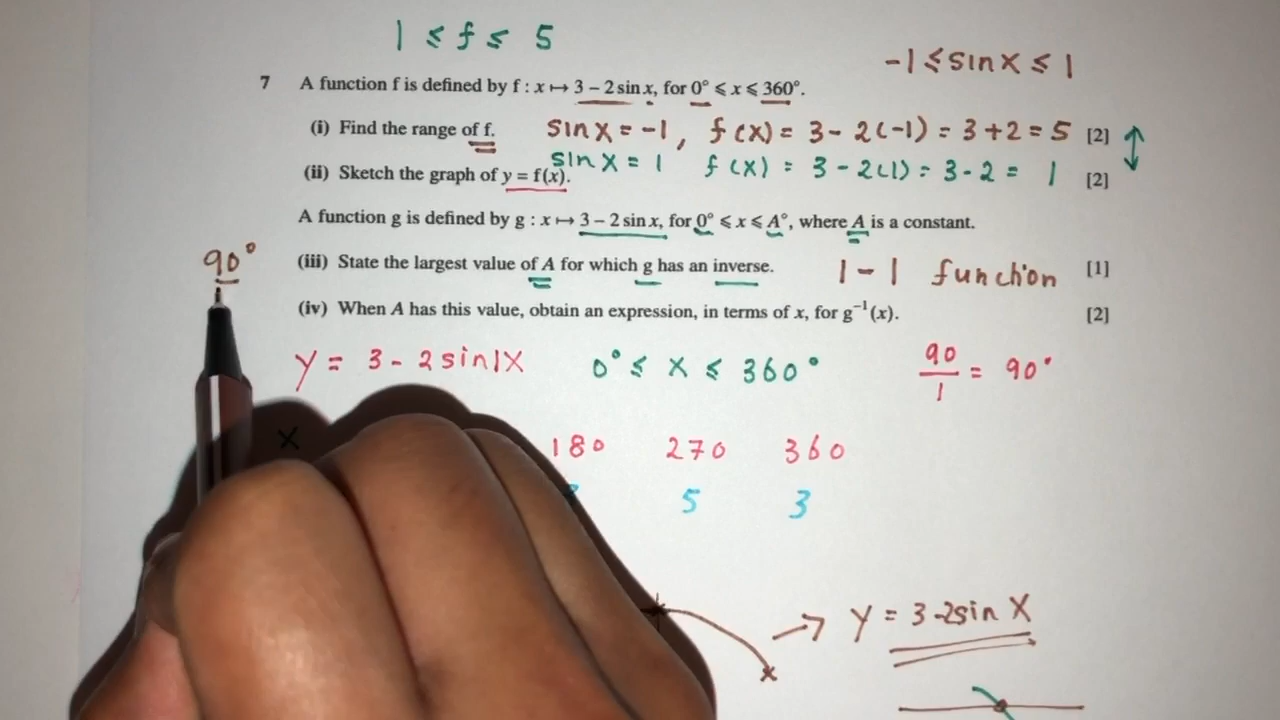 1 ≤ f ≤ 5
-1 ≤ sin x ≤ 1
7 A function f is defined by f : x ↦ 3 – 2 sin x, for 0° ⩽ x ⩽ 360°.
(i) Find the range of f. sin x = -1, f(x) = 3 - 2(-1) = 3+2 = 5 [2]
sin x = 1 f(x) = 3 - 2(1) = 3-2 = 1
(ii) Sketch the graph of y = f(x). [2]
A function g is defined by g : x ↦ 3 – 2 sin x, for 0° ⩽ x ⩽ A°, where A is a constant.
90°
(iii) State the largest value of A for which g has an inverse. 1-1 function [1]
(iv) When A has this value, obtain an expression, in terms of x, for g⁻¹(x). [2]
y = 3 - 2 sin 1x 0° ≤ x ≤ 360° 90/1 = 90°
x 180 270 360
5 3
→ y = 3-2sin x